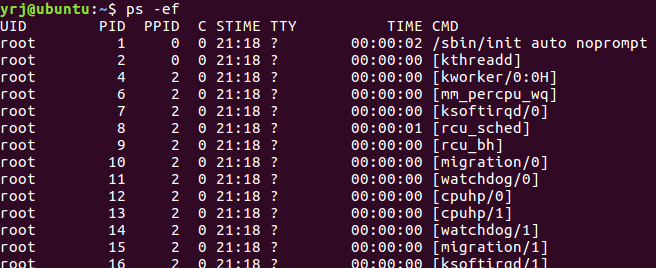 yrj@ubuntu:~$ ps -ef
UID        PID  PPID  C STIME TTY          TIME CMD
root         1     0  0 21:18 ?        00:00:02 /sbin/init auto noprompt
root         2     0  0 21:18 ?        00:00:00 [kthreadd]
root         4     2  0 21:18 ?        00:00:00 [kworker/0:0H]
root         6     2  0 21:18 ?        00:00:00 [mm_percpu_wq]
root         7     2  0 21:18 ?        00:00:00 [ksoftirqd/0]
root         8     2  0 21:18 ?        00:00:01 [rcu_sched]
root         9     2  0 21:18 ?        00:00:00 [rcu_bh]
root        10     2  0 21:18 ?        00:00:00 [migration/0]
root        11     2  0 21:18 ?        00:00:00 [watchdog/0]
root        12     2  0 21:18 ?        00:00:00 [cpuhp/0]
root        13     2  0 21:18 ?        00:00:00 [cpuhp/1]
root        14     2  0 21:18 ?        00:00:00 [watchdog/1]
root        15     2  0 21:18 ?        00:00:00 [migration/1]
root        16     2  0 21:18 ?        00:00:00 [ksoftirqd/1]